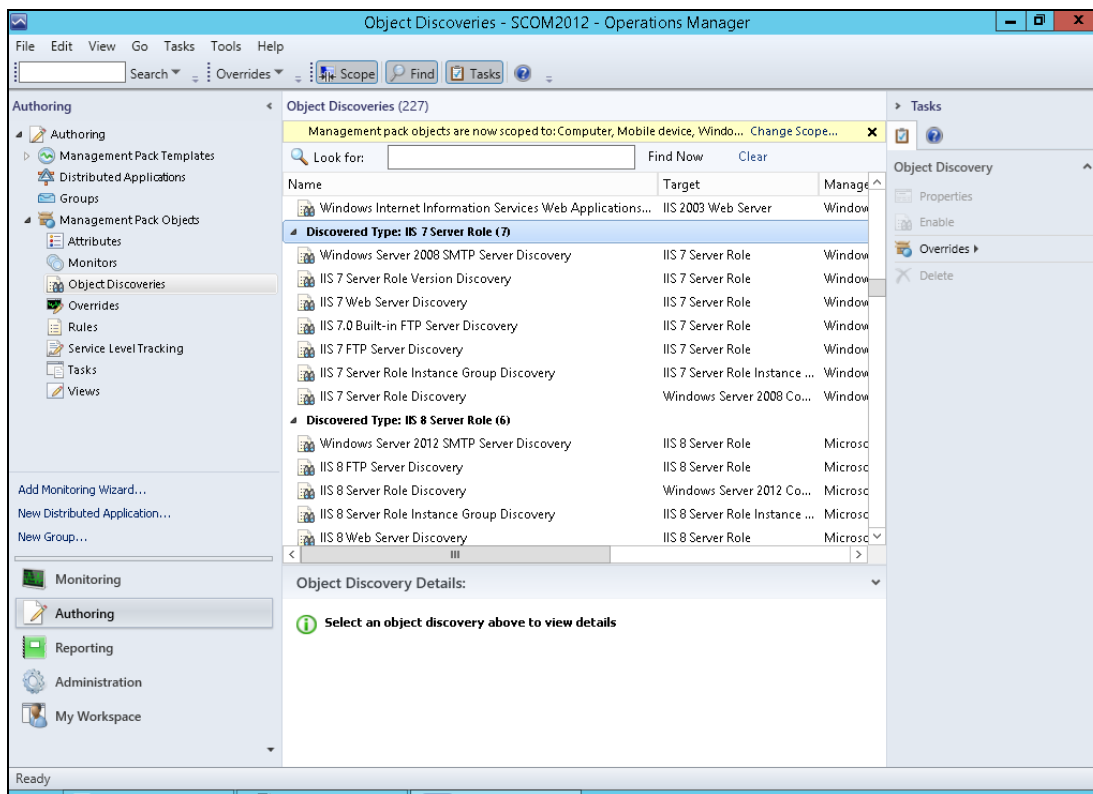 Object Discoveries - SCOM2012 - Operations Manager
File Edit View Go Tasks Tools Help
Search Overrides Scope Find Tasks
Authoring
Authoring
Management Pack Templates
Distributed Applications
Groups
Management Pack Objects
Attributes
Monitors
Object Discoveries
Overrides
Rules
Service Level Tracking
Tasks
Views
Add Monitoring Wizard...
New Distributed Application...
New Group...
Monitoring
Authoring
Reporting
Administration
My Workspace
Object Discoveries (227)
Management pack objects are now scoped to: Computer, Mobile device, Windo... Change Scope...
Look for: Find Now Clear
Name Target Manage
Windows Internet Information Services Web Applications... IIS 2003 Web Server Window
Discovered Type: IIS 7 Server Role (7)
Windows Server 2008 SMTP Server Discovery IIS 7 Server Role Window
IIS 7 Server Role Version Discovery IIS 7 Server Role Window
IIS 7 Web Server Discovery IIS 7 Server Role Window
IIS 7.0 Built-in FTP Server Discovery IIS 7 Server Role Window
IIS 7 FTP Server Discovery IIS 7 Server Role Window
IIS 7 Server Role Instance Group Discovery IIS 7 Server Role Instance ... Window
IIS 7 Server Role Discovery Windows Server 2008 Co... Window
Discovered Type: IIS 8 Server Role (6)
Windows Server 2012 SMTP Server Discovery IIS 8 Server Role Microsc
IIS 8 FTP Server Discovery IIS 8 Server Role Microsc
IIS 8 Server Role Discovery Windows Server 2012 Co... Microsc
IIS 8 Server Role Instance Group Discovery IIS 8 Server Role Instance ... Microsc
IIS 8 Web Server Discovery IIS 8 Server Role Microsc
Object Discovery Details:
Select an object discovery above to view details
Tasks
Object Discovery
Properties
Enable
Overrides
Delete
Ready